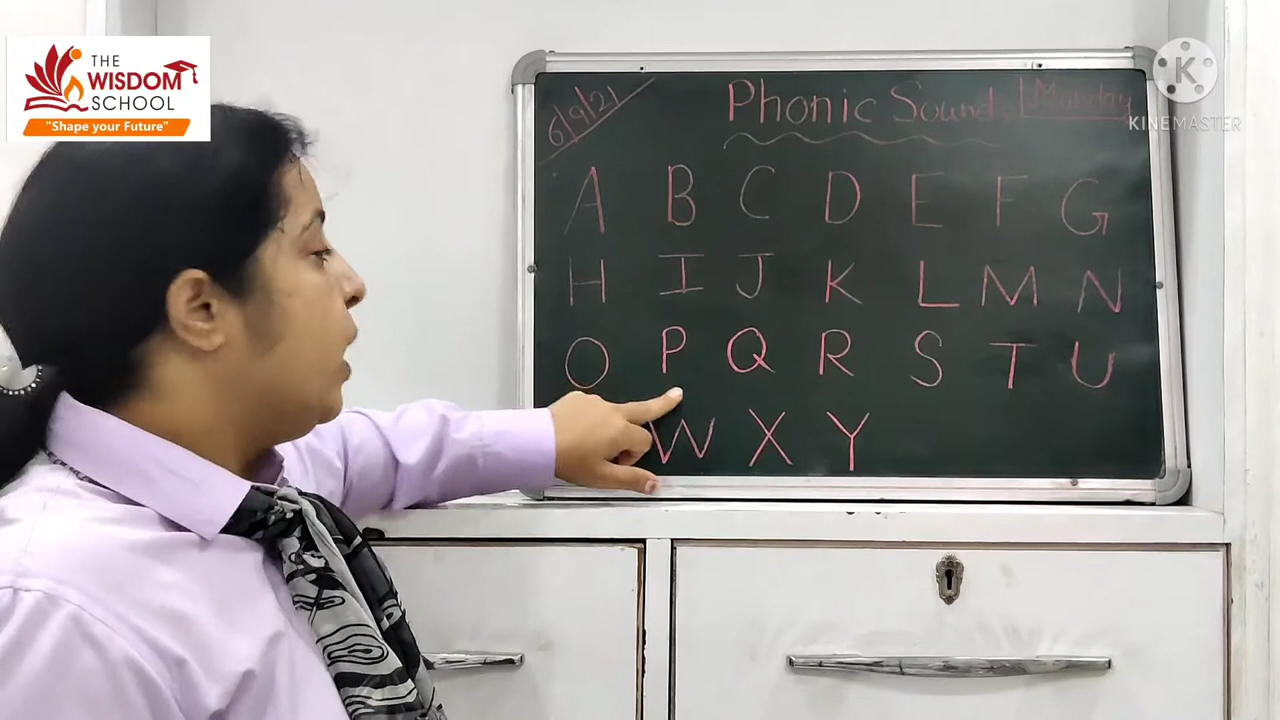 THE
WISDOM
SCHOOL
"Shape your Future"
6/9/21
Phonic Sounds
Monday
KINEMASTER
A B C D E F G
H I J K L M N
O P Q R S T U
W X Y